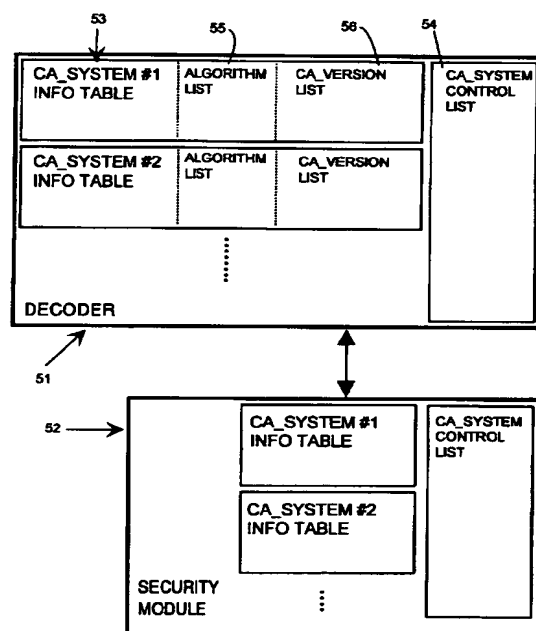 53
55
56
54
CA_SYSTEM #1
INFO TABLE
ALGORITHM
LIST
CA_VERSION
LIST
CA_SYSTEM
CONTROL
LIST
CA_SYSTEM #2
INFO TABLE
ALGORITHM
LIST
CA_VERSION
LIST
DECODER
51
52
CA_SYSTEM #1
INFO TABLE
CA_SYSTEM
CONTROL
LIST
CA_SYSTEM #2
INFO TABLE
SECURITY
MODULE